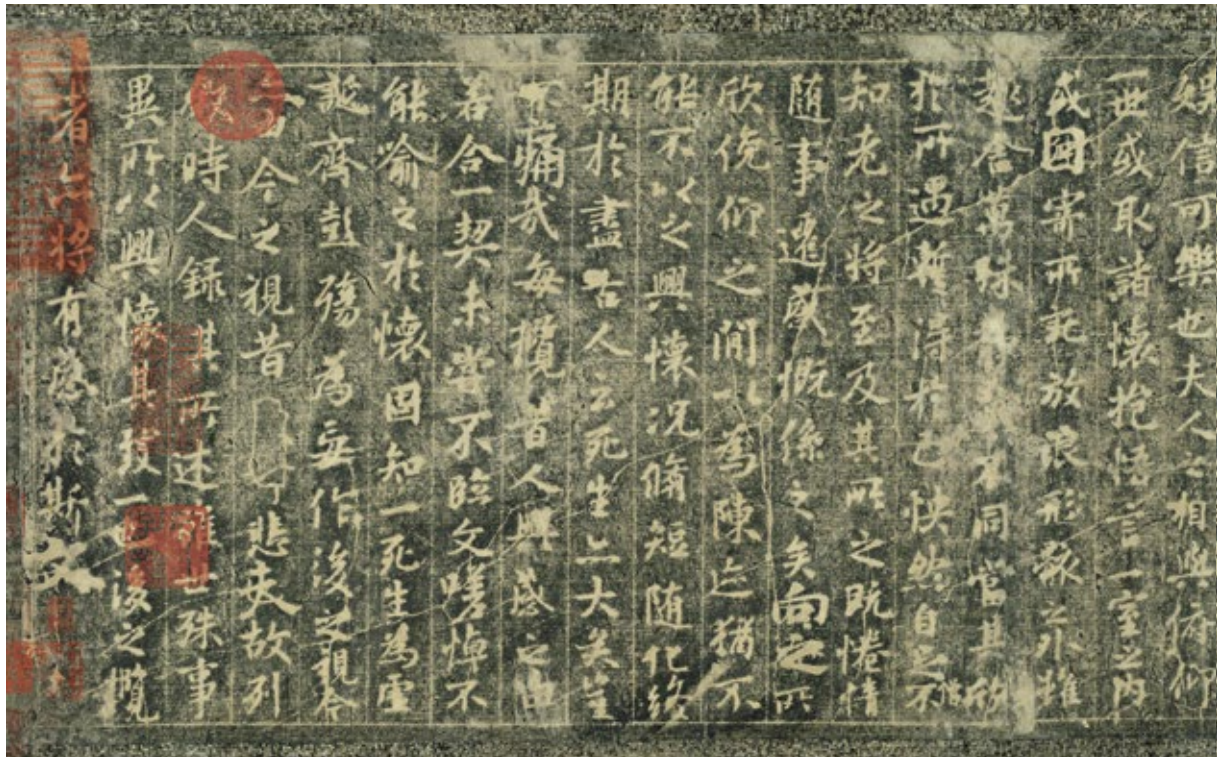 娛信可樂也夫人之相與俯仰
一世或取諸懷抱悟言一室之內
或因寄所託放浪形骸之外雖
趣舍萬殊靜躁不同當其欣
於所遇暫得於己快然自足不
知老之將至及其所之既惓情
隨事遷感慨係之矣向之所
欣俛仰之閒以為陳迹猶不
能不以之興懷況脩短隨化終
期於盡古人云死生亦大矣豈
不痛哉每攬昔人興感之由
若合一契未嘗不臨文嗟悼不
能喻之於懷固知一死生為虛
誕齊彭殤為妄作後之視今
亦由今之視昔悲夫故列
敘時人錄其所述雖世殊事
異所以興懷其致一也後之攬
者亦將有感於斯文